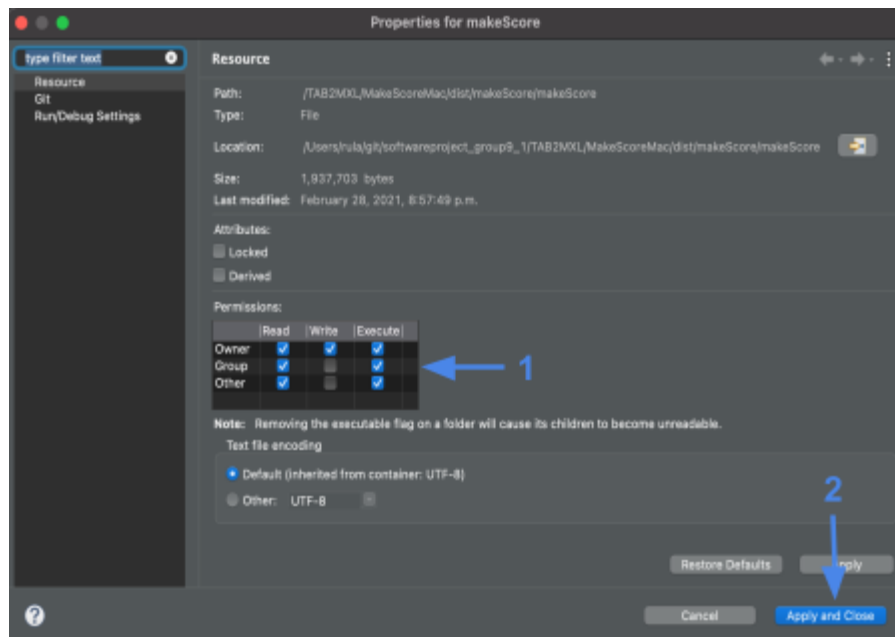 Properties for makeScore
type filter text
Resource
Git
Run/Debug Settings
Resource
Path: /TAB2MXL/MakeScoreMac/dist/makeScore/makeScore
Type: File
Location: /Users/rula/git/softwareproject_group9_1/TAB2MXL/MakeScoreMac/dist/makeScore/makeScore
Size: 1,937,703 bytes
Last modified: February 28, 2021, 8:57:49 p.m.
Attributes:
Locked
Derived
Permissions:
Read Write Execute
Owner
Group
Other
1
Note: Removing the executable flag on a folder will cause its children to become unreadable.
Text file encoding
Default (inherited from container: UTF-8)
Other: UTF-8
2
Restore Defaults Apply
?
Cancel Apply and Close